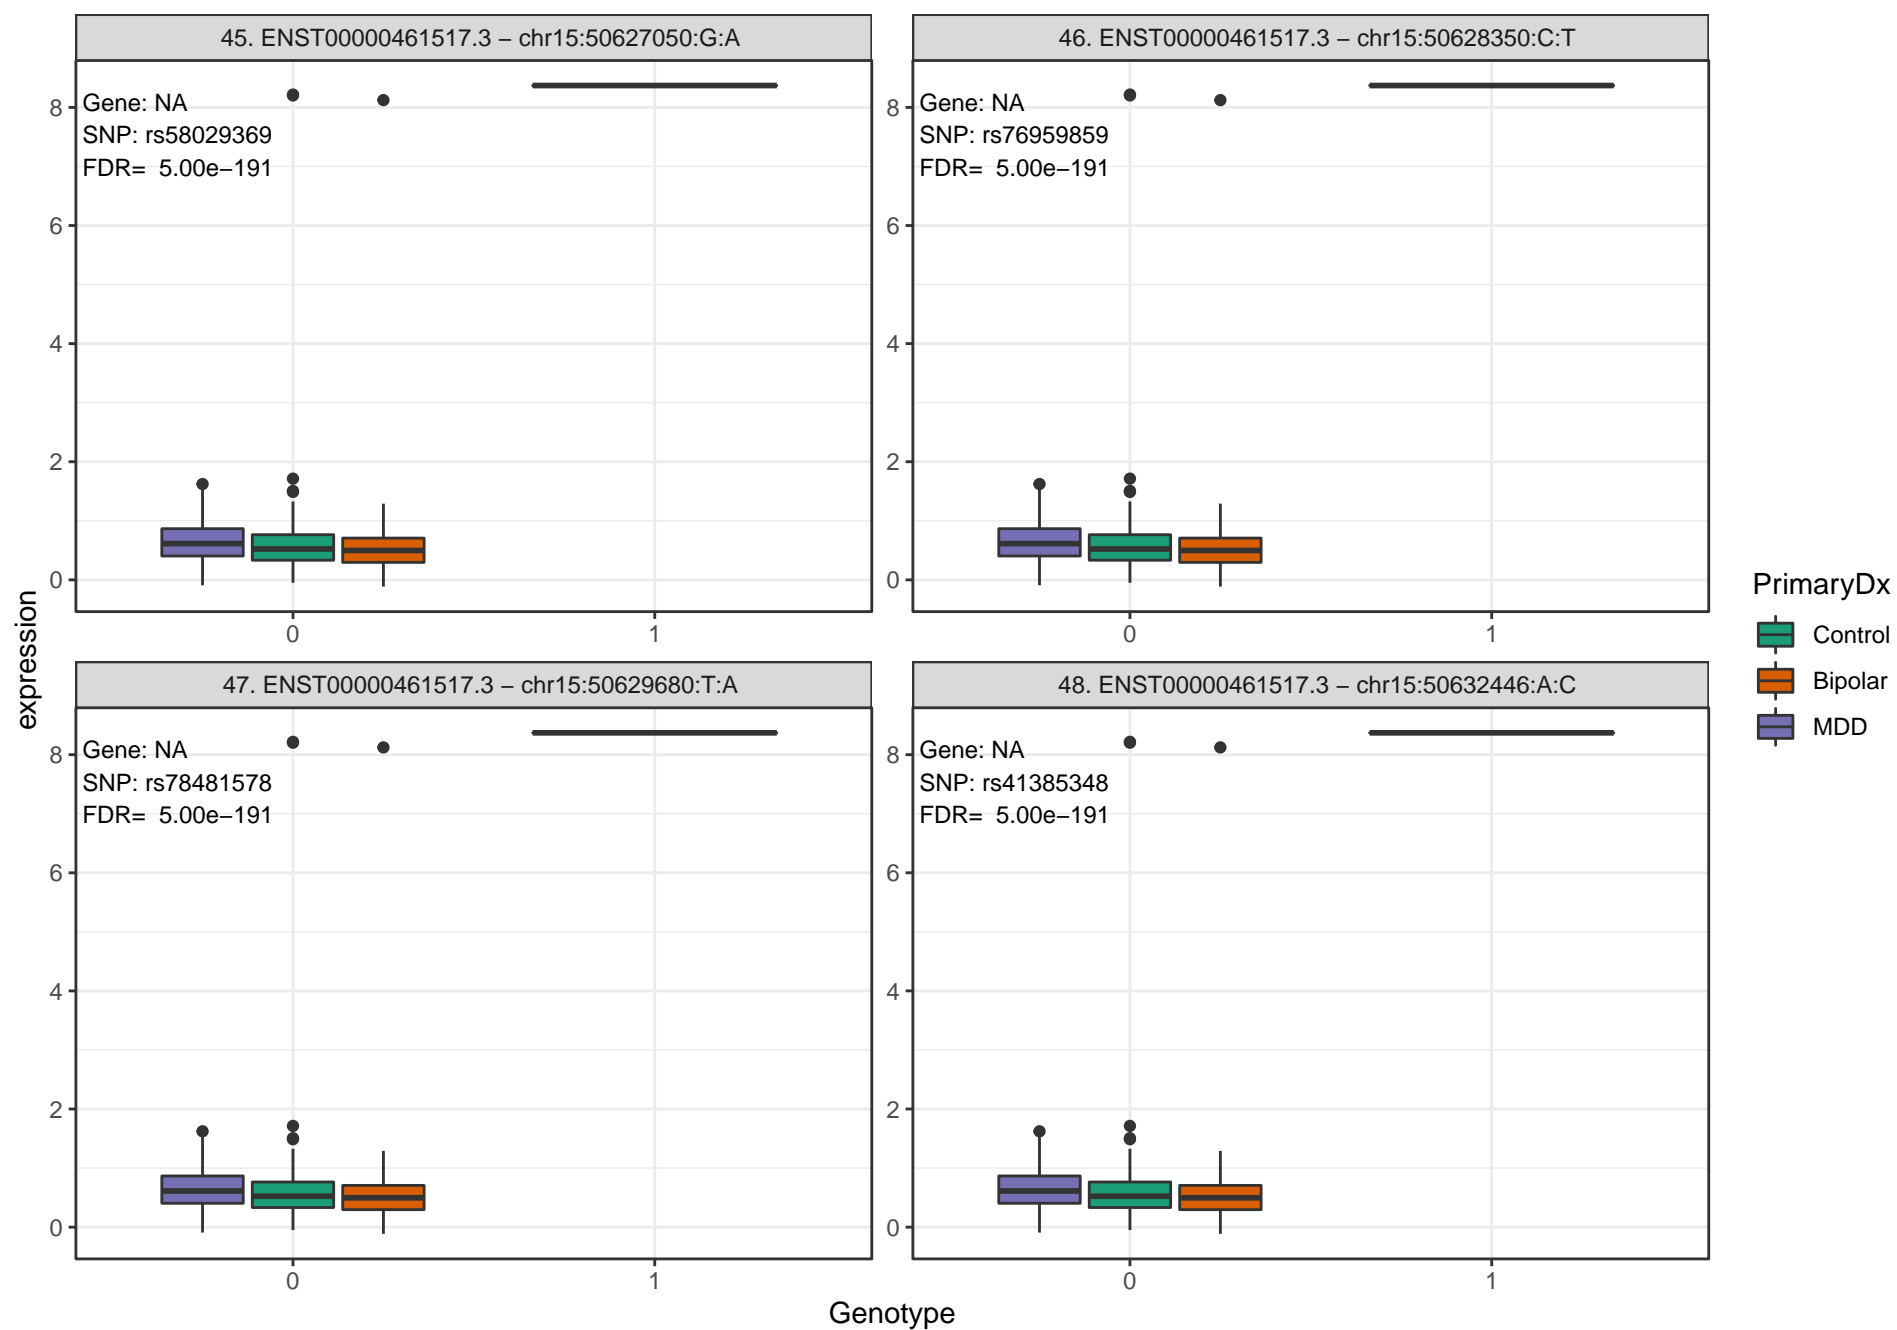 45. ENST00000461517.3 − chr15:50627050:G:A
Gene: NA
SNP: rs58029369
FDR= 5.00e−191
8
6
4
2
0
0
1
46. ENST00000461517.3 − chr15:50628350:C:T
Gene: NA
SNP: rs76959859
FDR= 5.00e−191
8
6
4
2
0
0
1
47. ENST00000461517.3 − chr15:50629680:T:A
Gene: NA
SNP: rs78481578
FDR= 5.00e−191
8
6
4
2
0
0
1
48. ENST00000461517.3 − chr15:50632446:A:C
Gene: NA
SNP: rs41385348
FDR= 5.00e−191
8
6
4
2
0
0
1
expression
Genotype
PrimaryDx
Control
Bipolar
MDD